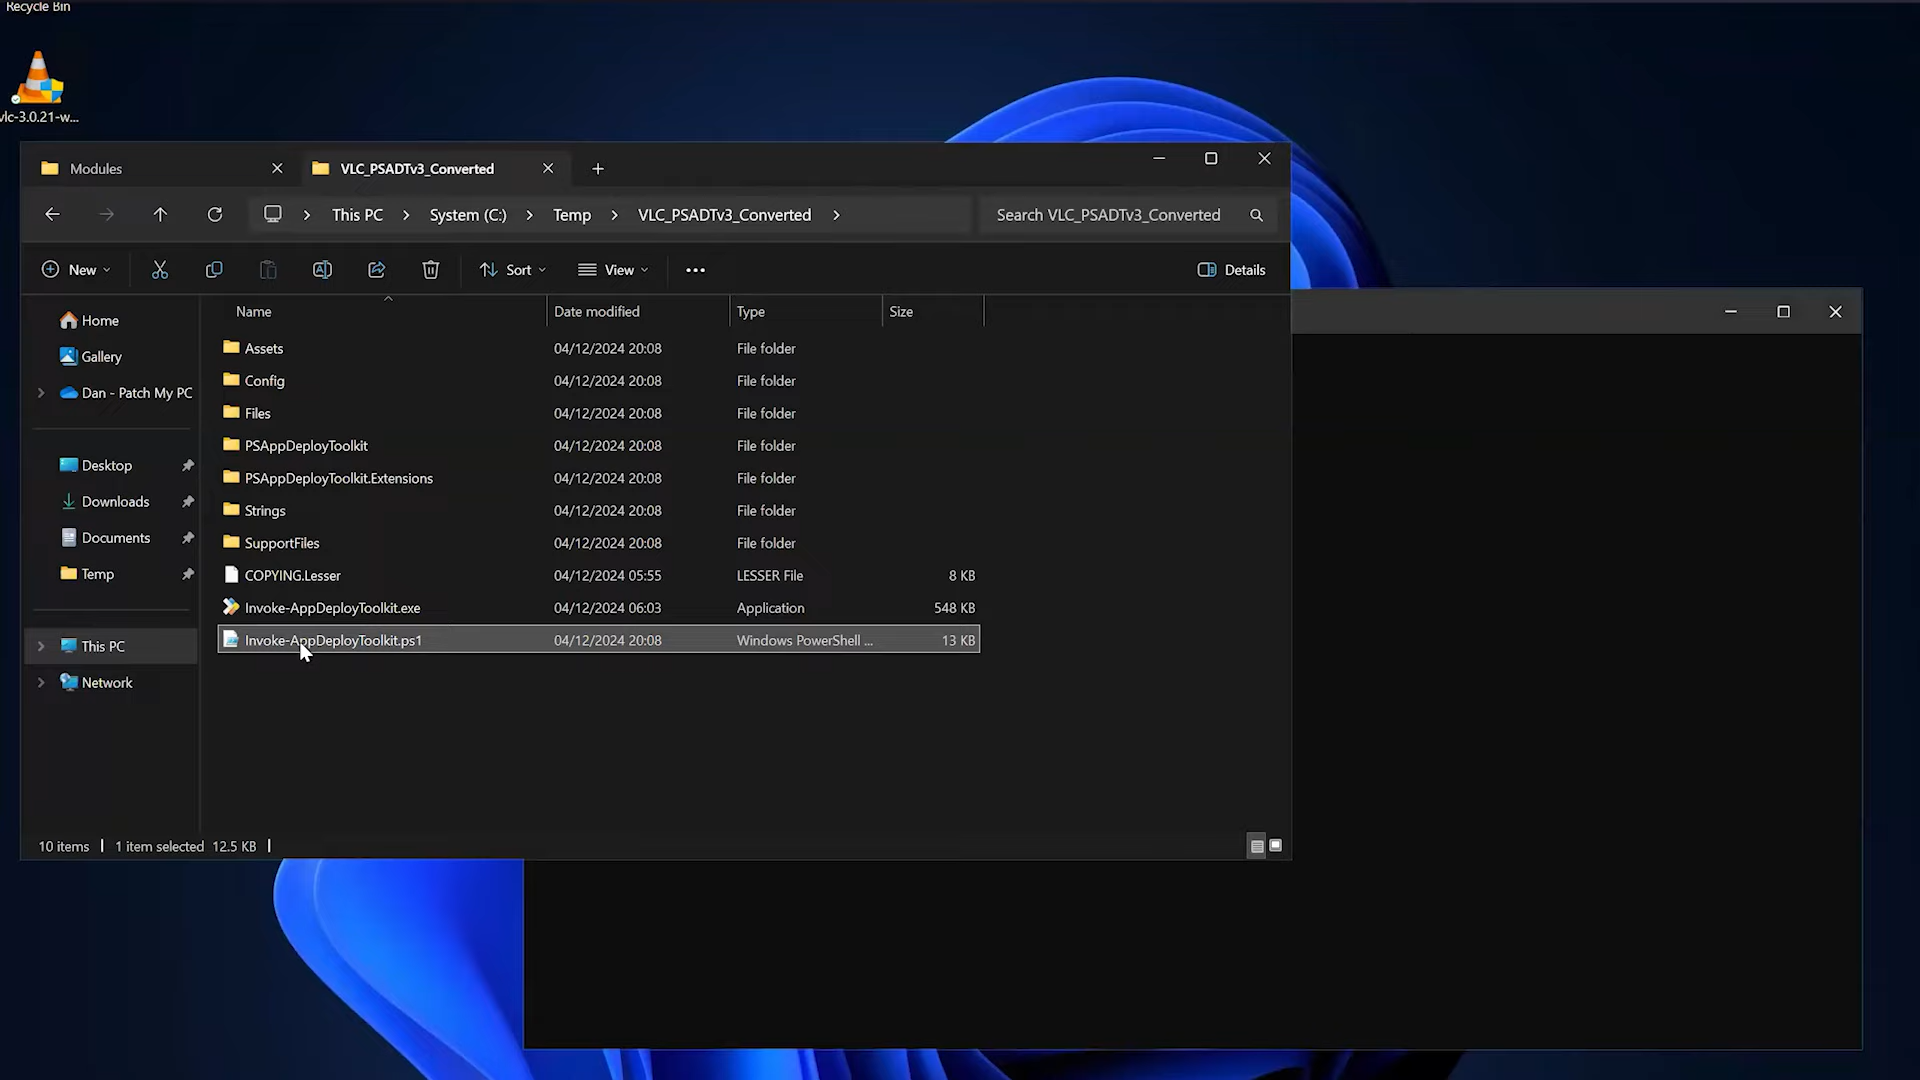 Recycle Bin
vlc-3.0.21-w...
Modules
VLC_PSADTv3_Converted
This PC > System (C:) > Temp > VLC_PSADTv3_Converted >
Search VLC_PSADTv3_Converted
New
Sort
View
Details
Name Date modified Type Size
Home
Gallery
Dan - Patch My PC
Desktop
Downloads
Documents
Temp
This PC
Network
Assets 04/12/2024 20:08 File folder
Config 04/12/2024 20:08 File folder
Files 04/12/2024 20:08 File folder
PSAppDeployToolkit 04/12/2024 20:08 File folder
PSAppDeployToolkit.Extensions 04/12/2024 20:08 File folder
Strings 04/12/2024 20:08 File folder
SupportFiles 04/12/2024 20:08 File folder
COPYING.Lesser 04/12/2024 05:55 LESSER File 8 KB
Invoke-AppDeployToolkit.exe 04/12/2024 06:03 Application 548 KB
Invoke-AppDeployToolkit.ps1 04/12/2024 20:08 Windows PowerShell ... 13 KB
10 items | 1 item selected 12.5 KB |